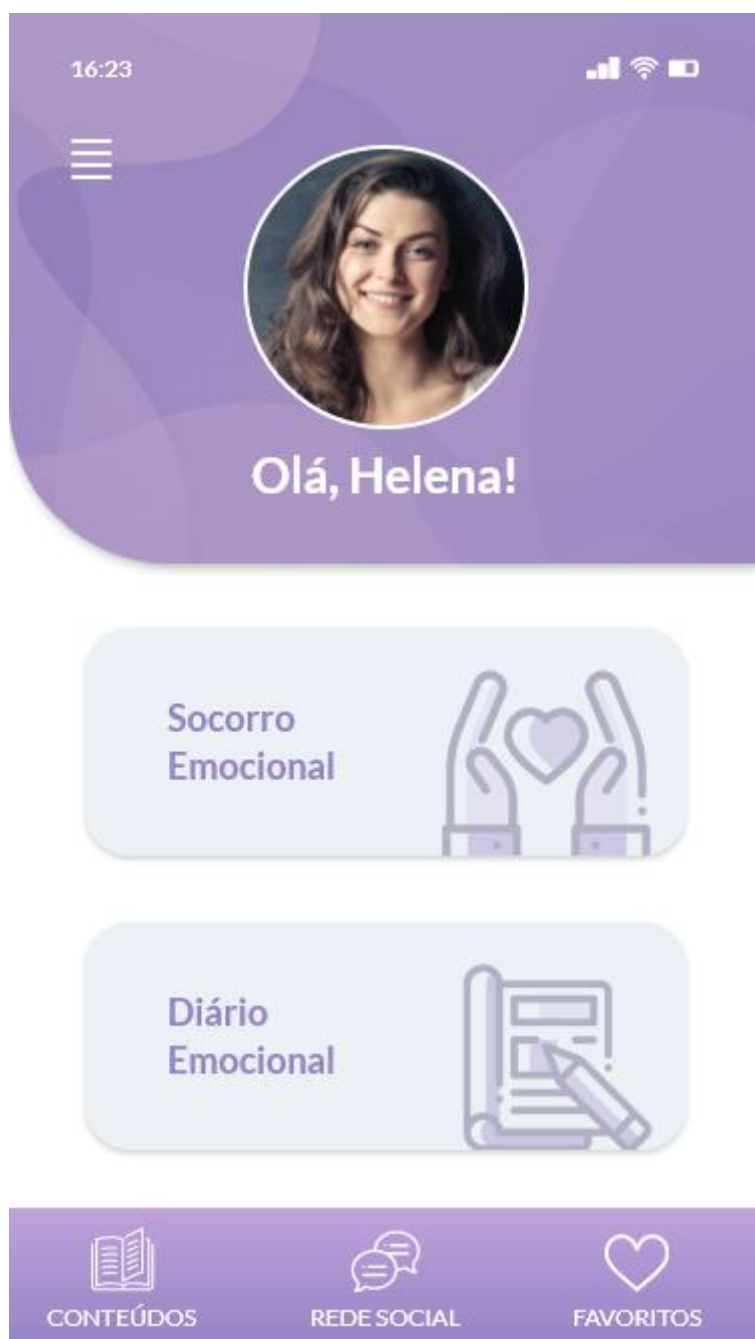 16:23
Olá, Helena!
Socorro
Emocional
Diário
Emocional
CONTEÚDOS
REDE SOCIAL
FAVORITOS